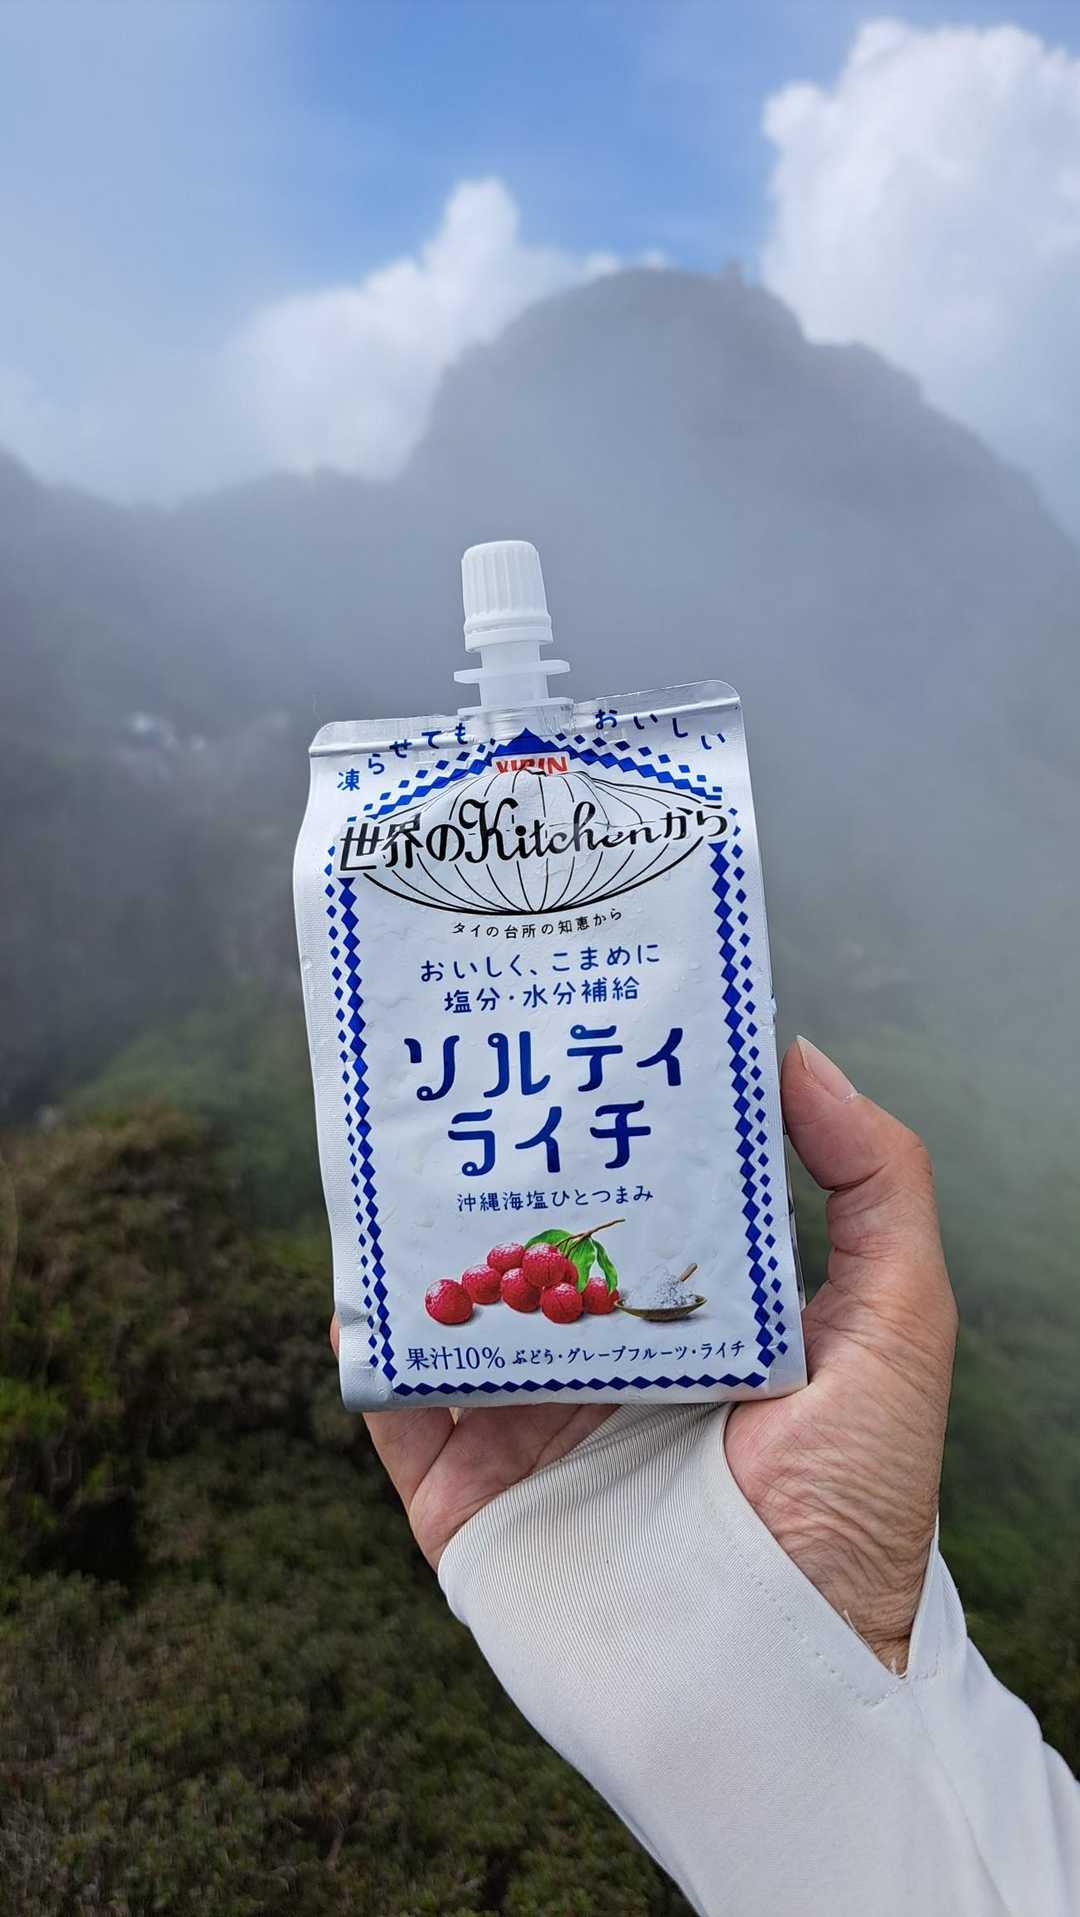 凍らせてもおいしい
KIRIN
世界のKitchenから
タイの台所の知恵から
おいしく、こまめに
塩分・水分補給
ソルティ
ライチ
沖縄海塩ひとつまみ
果汁10% ぶどう・グレープフルーツ・ライチ